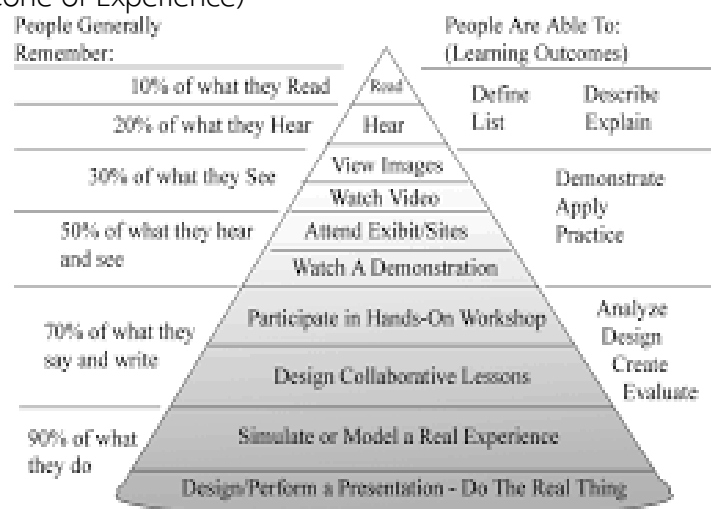 Cone of Experience)
People Generally
Remember:
People Are Able To:
(Learning Outcomes)
10% of what they Read
Read
Define
Describe
20% of what they Hear
Hear
List
Explain
30% of what they See
View Images
Watch Video
Demonstrate
Apply
Practice
50% of what they hear
and see
Attend Exibit/Sites
Watch A Demonstration
70% of what they
say and write
Participate in Hands-On Workshop
Design Collaborative Lessons
Analyze
Design
Create
Evaluate
90% of what
they do
Simulate or Model a Real Experience
Design/Perform a Presentation - Do The Real Thing